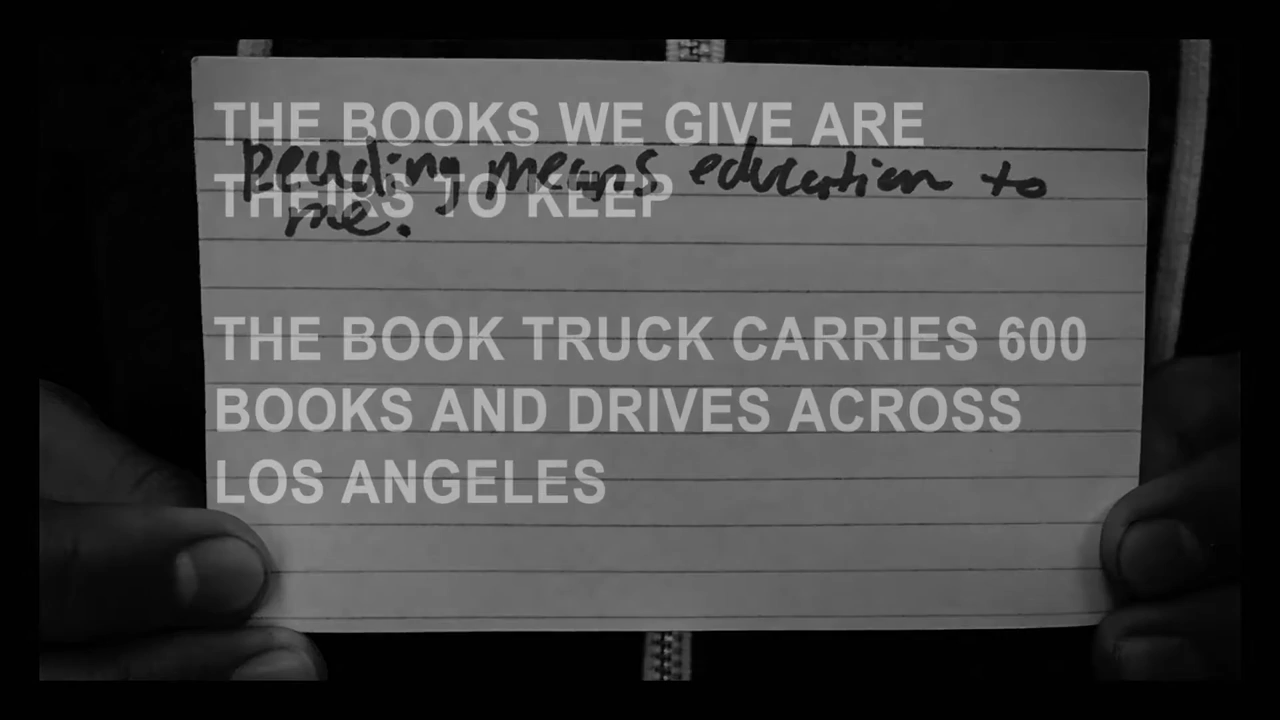 THE BOOKS WE GIVE ARE
THEIRS TO KEEP
Reading means education to
me.
THE BOOK TRUCK CARRIES 600
BOOKS AND DRIVES ACROSS
LOS ANGELES